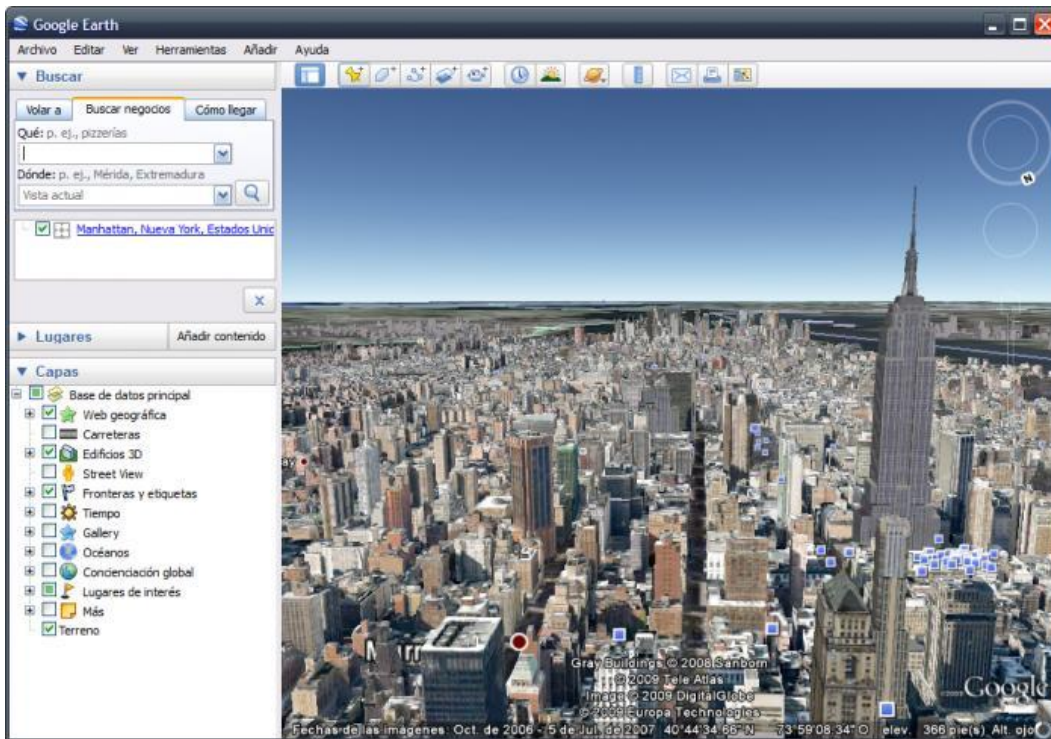 Google Earth
Archivo Editar Ver Herramientas Añadir Ayuda
Buscar
Volar a Buscar negocios Cómo llegar
Qué: p. ej., pizzerías
Dónde: p. ej., Mérida, Extremadura
Vista actual
Manhattan, Nueva York, Estados Unid
Lugares Añadir contenido
Capas
Base de datos principal
Web geográfica
Carreteras
Edificios 3D
Street View
Fronteras y etiquetas
Tiempo
Gallery
Océanos
Concienciación global
Lugares de interés
Más
Terreno
N
Gray Buildings © 2008 Sanborn
© 2009 Tele Atlas
Image © 2009 DigitalGlobe
© 2009 Europa Technologies
Google
Fechas de las imágenes: Oct. de 2006 - 5 de Jul. de 2007 40°44'34.66" N 73°59'08.34" O elev. 366 pie(s) Alt. ojo